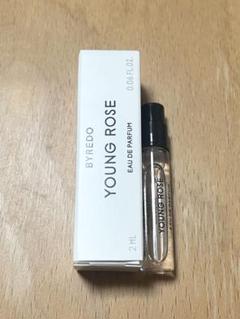 BYREDO
YOUNG ROSE
EAU DE PARFUM
2 ML
0.06 FL.OZ.
YOUNG ROSE